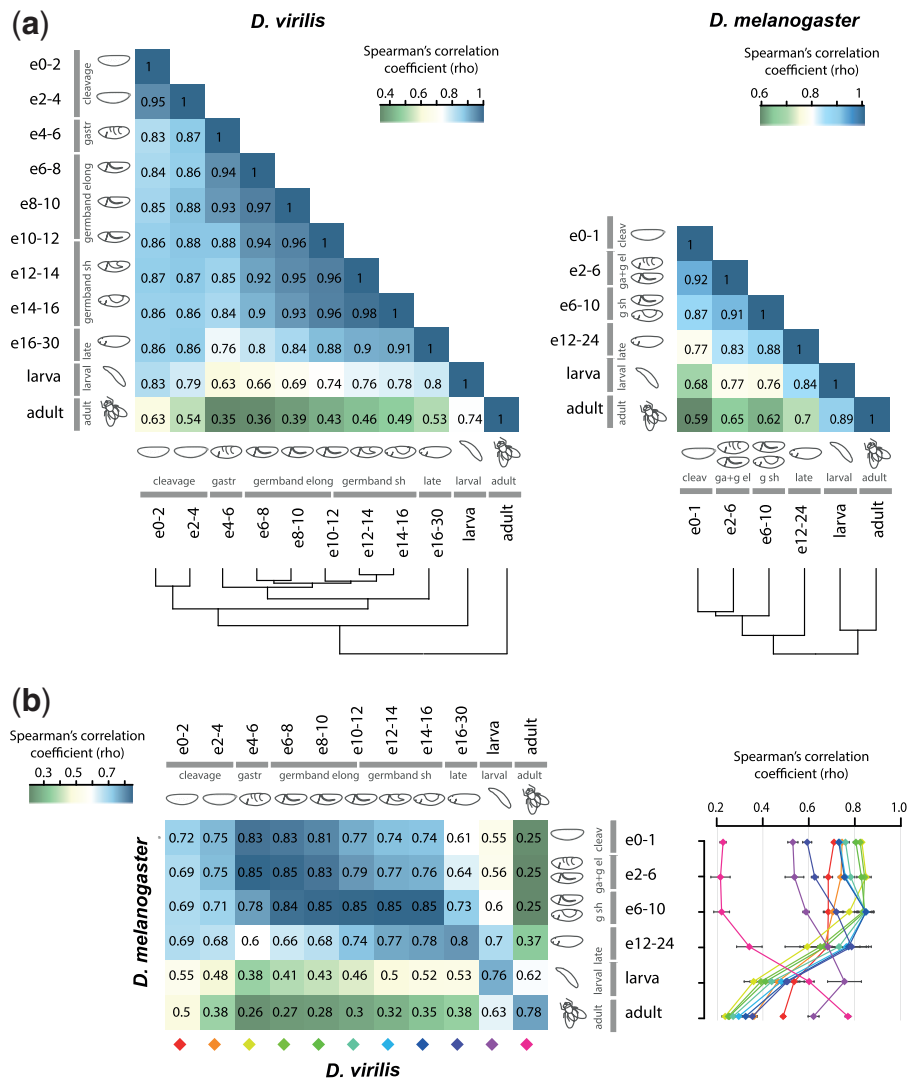 (a)
D. virilis
D. melanogaster
Spearman's correlation
coefficient (rho)
0.4 0.6 0.8 1
Spearman's correlation
coefficient (rho)
0.6 0.8 1
e0-2 cleavage 1
e2-4 0.95 1
e4-6 gastr 0.83 0.87 1
e6-8 germband elong 0.84 0.86 0.94 1
e8-10 0.85 0.88 0.93 0.97 1
e10-12 0.86 0.88 0.88 0.94 0.96 1
e12-14 germband sh 0.87 0.87 0.85 0.92 0.95 0.96 1
e14-16 0.86 0.86 0.84 0.9 0.93 0.96 0.98 1
e16-30 late 0.86 0.86 0.76 0.8 0.84 0.88 0.9 0.91 1
larva larval 0.83 0.79 0.63 0.66 0.69 0.74 0.76 0.78 0.8 1
adult adult 0.63 0.54 0.35 0.36 0.39 0.43 0.46 0.49 0.53 0.74 1
cleavage gastr germband elong germband sh late larval adult
e0-2 e2-4 e4-6 e6-8 e8-10 e10-12 e12-14 e14-16 e16-30 larva adult
e0-1 cleav 1
e2-6 ga+g el 0.92 1
e6-10 g sh 0.87 0.91 1
e12-24 late 0.77 0.83 0.88 1
larva larval 0.68 0.77 0.76 0.84 1
adult adult 0.59 0.65 0.62 0.7 0.89 1
cleav ga+g el g sh late larval adult
e0-1 e2-6 e6-10 e12-24 larva adult
(b)
Spearman's correlation
coefficient (rho)
0.3 0.5 0.7
e0-2 e2-4 e4-6 e6-8 e8-10 e10-12 e12-14 e14-16 e16-30 larva adult
cleavage gastr germband elong germband sh late larval adult
D. melanogaster
0.72 0.75 0.83 0.83 0.81 0.77 0.74 0.74 0.61 0.55 0.25 cleav e0-1
0.69 0.75 0.85 0.85 0.83 0.79 0.77 0.76 0.64 0.56 0.25 ga+g el e2-6
0.69 0.71 0.78 0.84 0.85 0.85 0.85 0.85 0.73 0.6 0.25 g sh e6-10
0.69 0.68 0.6 0.66 0.68 0.74 0.77 0.78 0.8 0.7 0.37 late e12-24
0.55 0.48 0.38 0.41 0.43 0.46 0.5 0.52 0.53 0.76 0.62 larval larva
0.5 0.38 0.26 0.27 0.28 0.3 0.32 0.35 0.38 0.63 0.78 adult adult
D. virilis
Spearman's correlation
coefficient (rho)
0.2 0.4 0.6 0.8 1.0